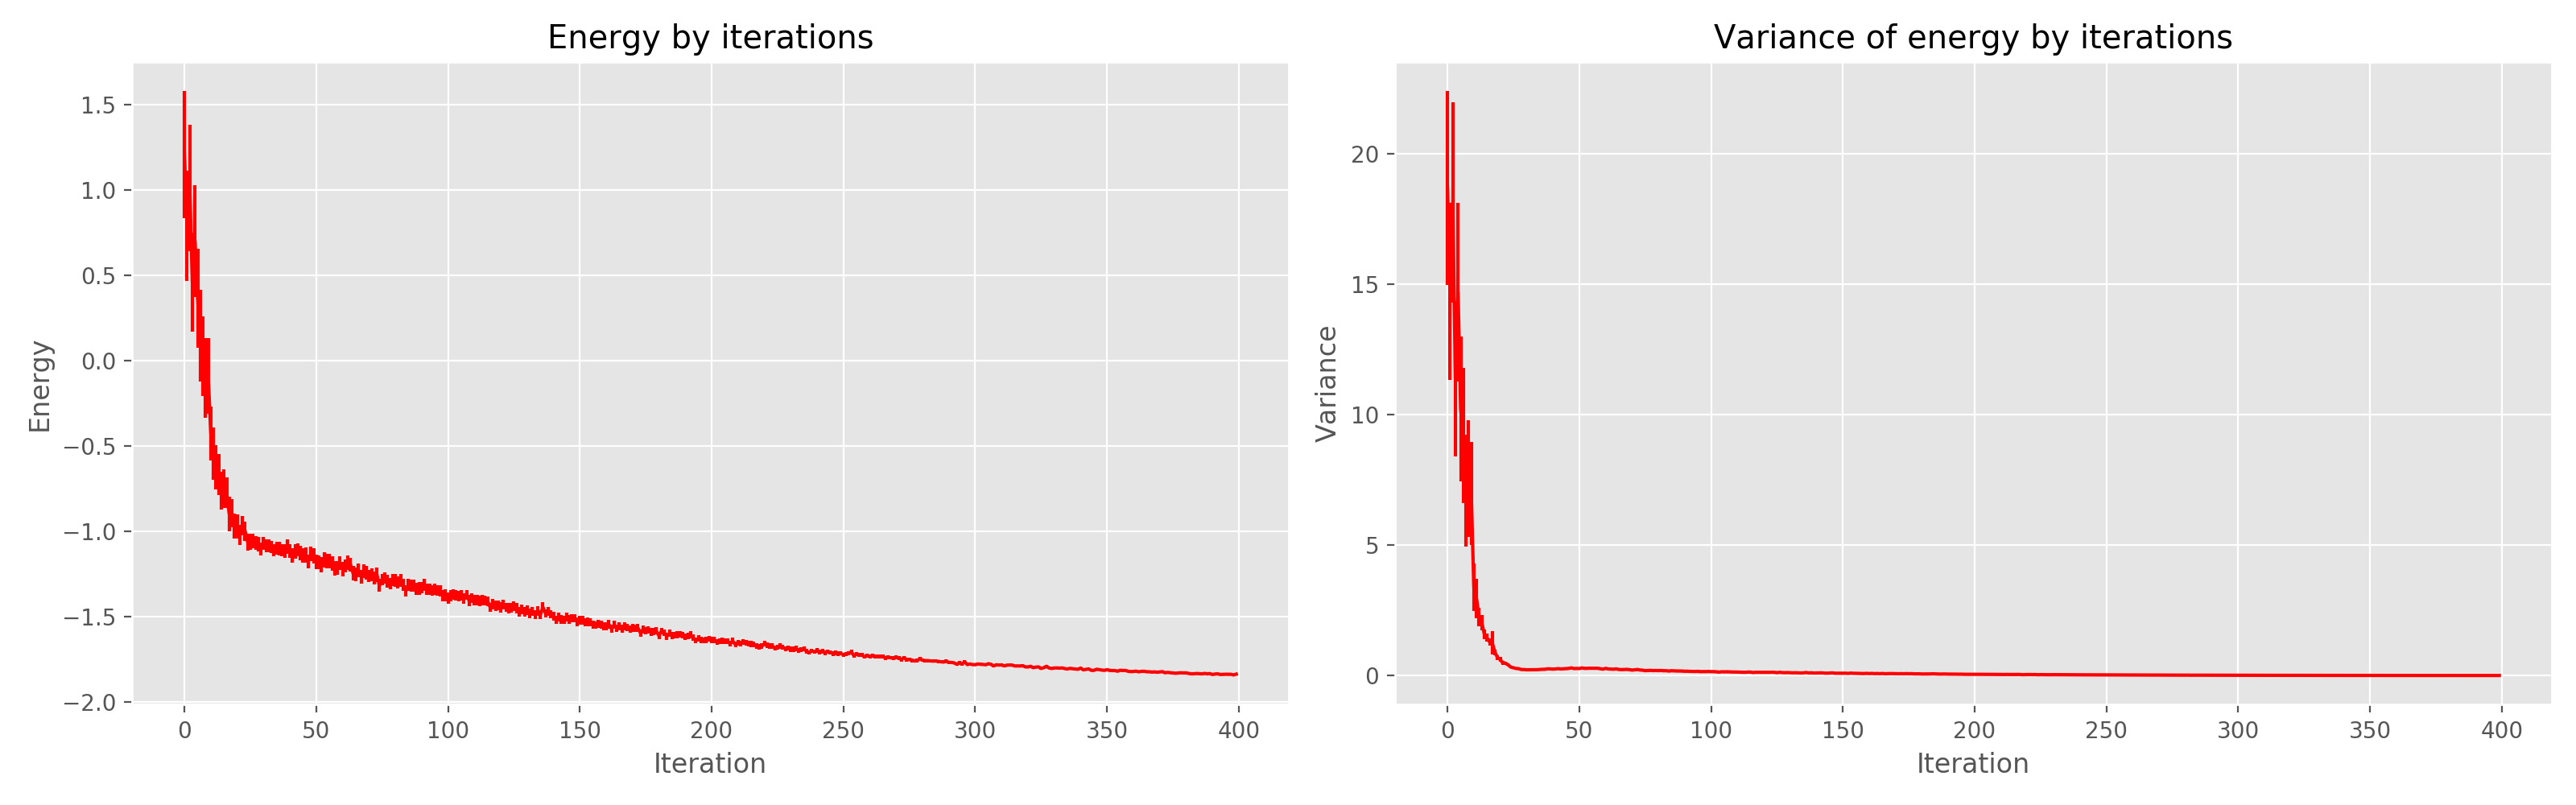 Energy by iterations
Energy
1.5
1.0
0.5
0.0
−0.5
−1.0
−1.5
−2.0
0 50 100 150 200 250 300 350 400
Iteration
Variance of energy by iterations
Variance
20
15
10
5
0
0 50 100 150 200 250 300 350 400
Iteration